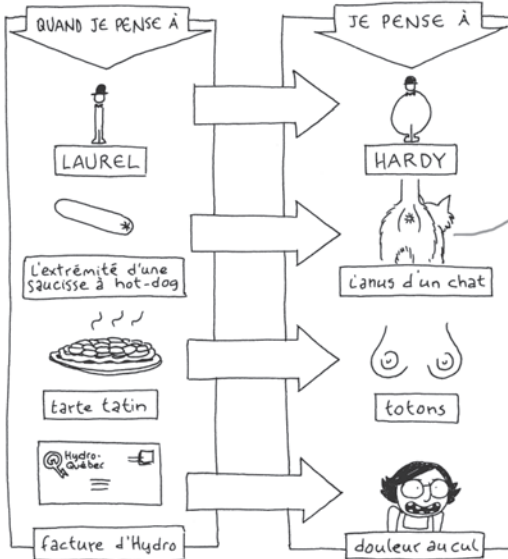 QUAND JE PENSE À
JE PENSE À
LAUREL
HARDY
L'extrémité d'une
saucisse à hot-dog
l'anus d'un chat
tarte tatin
totons
Hydro-
Québec
facture d'Hydro
douleur au cul